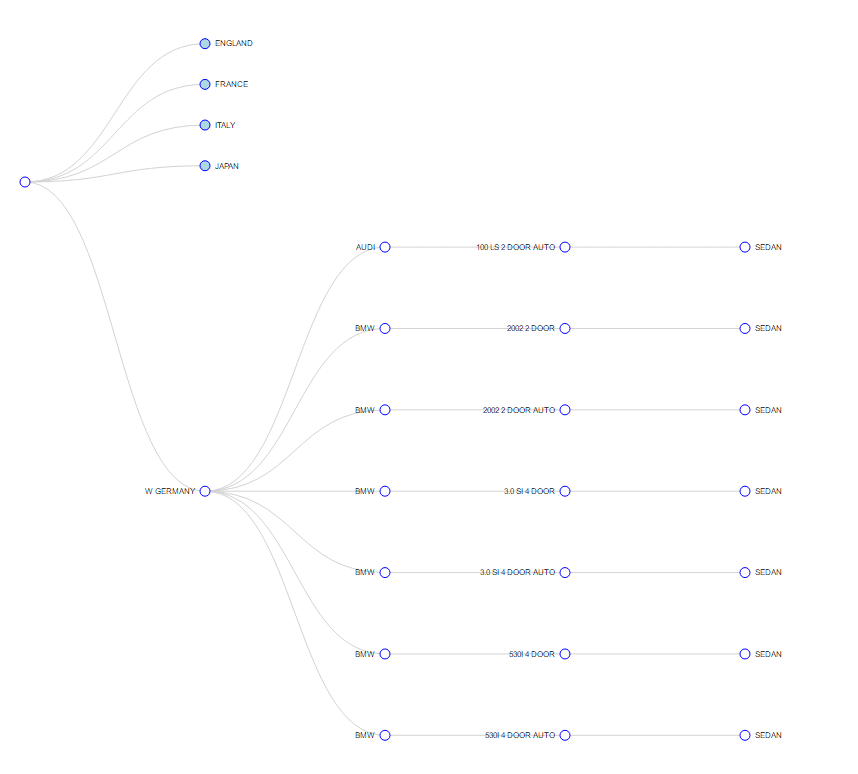 ENGLAND
FRANCE
ITALY
JAPAN
AUDI 100 LS 2 DOOR AUTO SEDAN
BMW 2002 2 DOOR SEDAN
BMW 2002 2 DOOR AUTO SEDAN
W GERMANY BMW 3.0 SI 4 DOOR SEDAN
BMW 3.0 SI 4 DOOR AUTO SEDAN
BMW 530I 4 DOOR SEDAN
BMW 530I 4 DOOR AUTO SEDAN